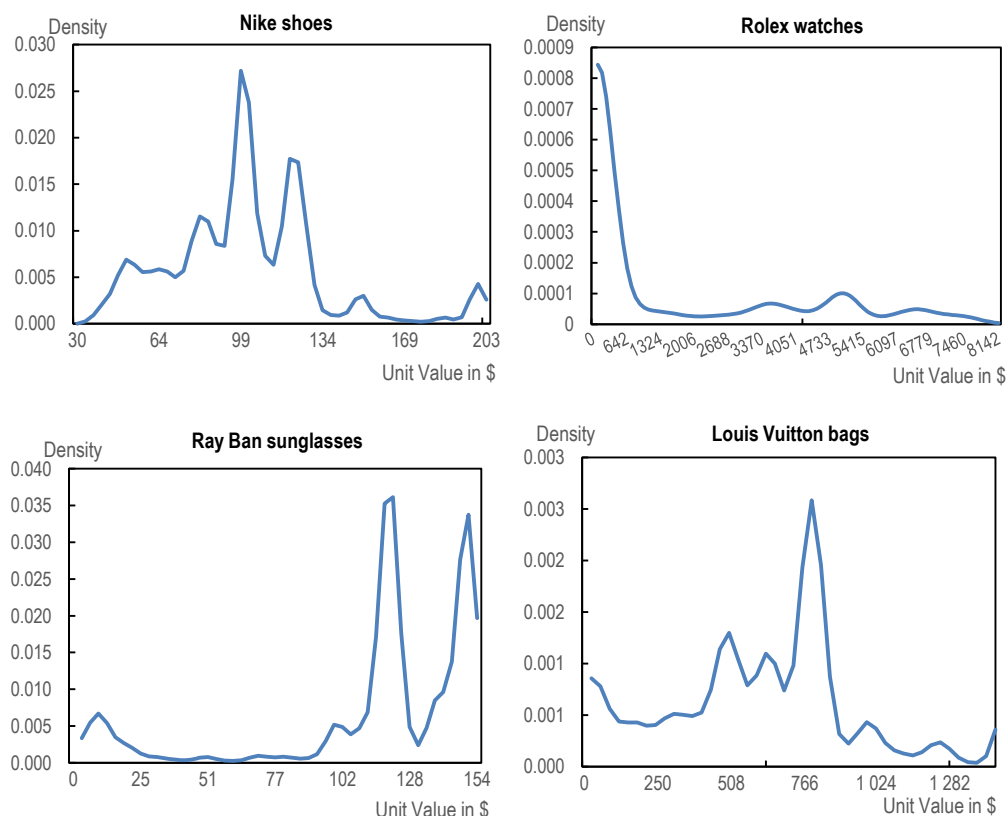 Nike shoes
Density
0.030
0.025
0.020
0.015
0.010
0.005
0.000
30 64 99 134 169 203
Unit Value in $
Rolex watches
Density
0.0009
0.0008
0.0007
0.0006
0.0005
0.0004
0.0003
0.0002
0.0001
0
0 642 1324 2006 2688 3370 4051 4733 5415 6097 6779 7460 8142
Unit Value in $
Ray Ban sunglasses
Density
0.040
0.035
0.030
0.025
0.020
0.015
0.010
0.005
0.000
0 25 51 77 102 128 154
Unit Value in $
Louis Vuitton bags
Density
0.003
0.003
0.002
0.002
0.001
0.001
0.000
0 250 508 766 1 024 1 282
Unit Value in $